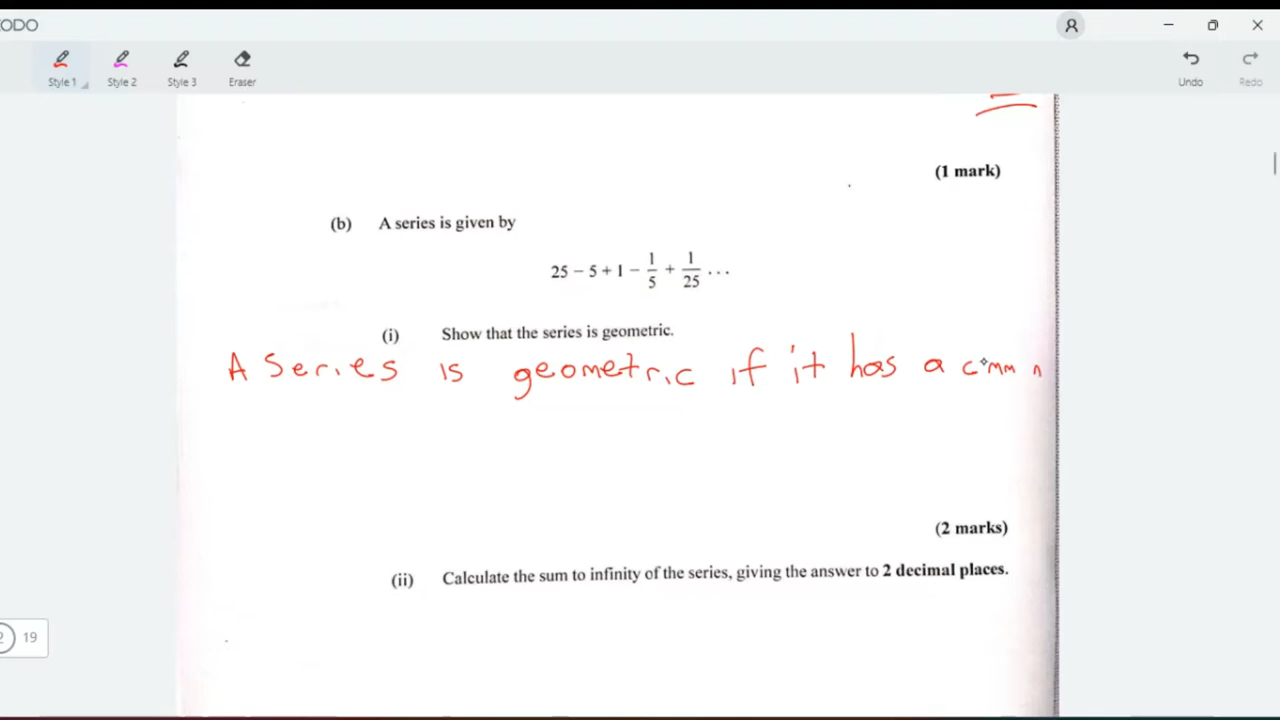 ODO
Style 1
Style 2
Style 3
Eraser
Undo
Redo
(1 mark)
(b) A series is given by
25 − 5 + 1 − 1/5 + 1/25 ...
(i) Show that the series is geometric.
A Series is geometric if it has a comm n
(2 marks)
(ii) Calculate the sum to infinity of the series, giving the answer to 2 decimal places.
2 19